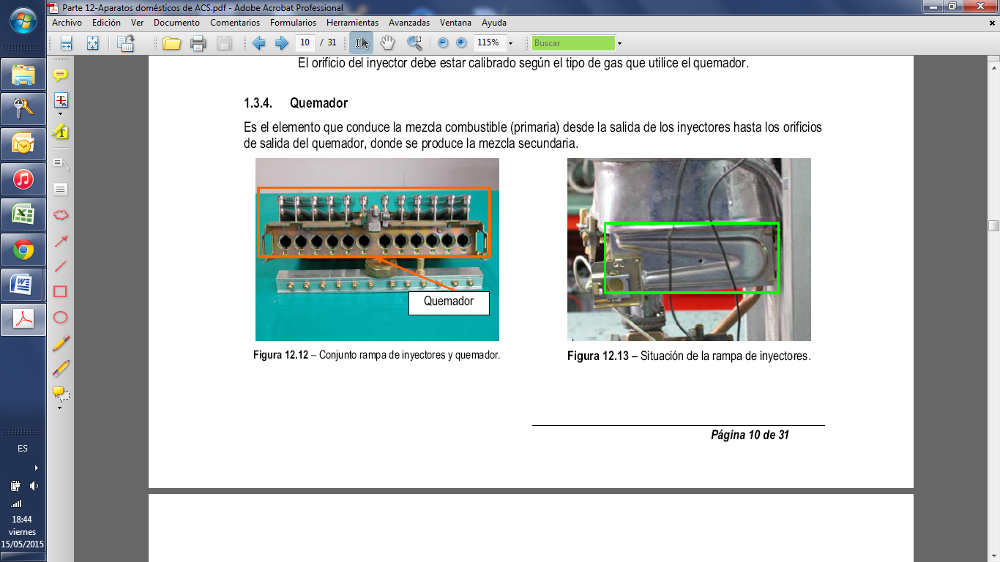 Parte 12-Aparatos domésticos de ACS.pdf - Adobe Acrobat Professional
Archivo Edición Ver Documento Comentarios Formularios Herramientas Avanzadas Ventana Ayuda
10 / 31 115% Buscar
El orificio del inyector debe estar calibrado según el tipo de gas que utilice el quemador.
1.3.4. Quemador
Es el elemento que conduce la mezcla combustible (primaria) desde la salida de los inyectores hasta los orificios
de salida del quemador, donde se produce la mezcla secundaria.
Quemador
Figura 12.12 – Conjunto rampa de inyectores y quemador.
Figura 12.13 – Situación de la rampa de inyectores.
Página 10 de 31
ES
18:44
viernes
15/05/2015